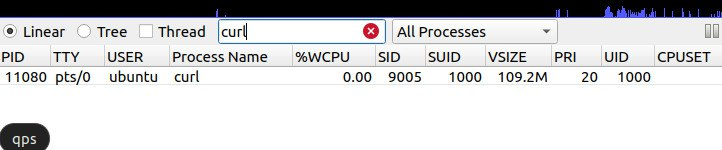 Linear Tree Thread curl All Processes
PID TTY USER Process Name %WCPU SID SUID VSIZE PRI UID CPUSET
11080 pts/0 ubuntu curl 0.00 9005 1000 109.2M 20 1000
qps